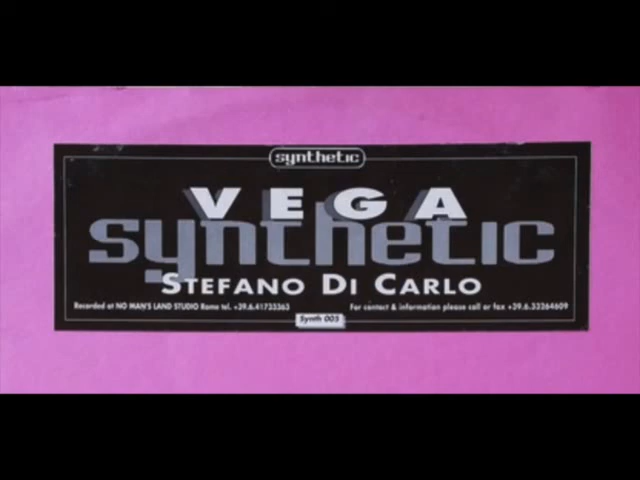 synthetic
VEGA
synthetic
STEFANO DI CARLO
Recorded at NO MAN'S LAND STUDIO Roma tel. +39.6.41733363
For contact & information please call or fax +39.6.33264609
Synth 005